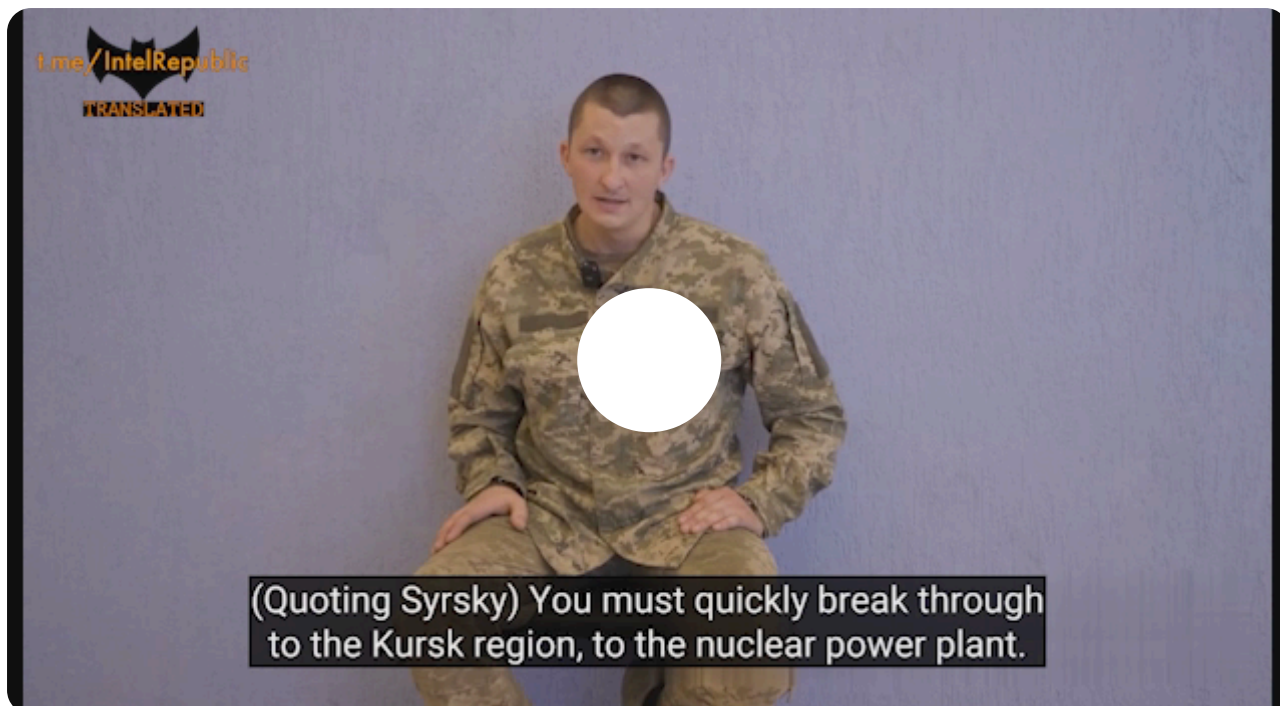 t.me/IntelRepublic
TRANSLATED
(Quoting Syrsky) You must quickly break through
to the Kursk region, to the nuclear power plant.